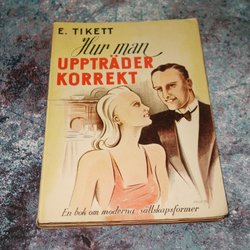 E. TIKETT
Hur man
UPPTRÄDER
KORREKT
En bok om moderna sällskapsformer